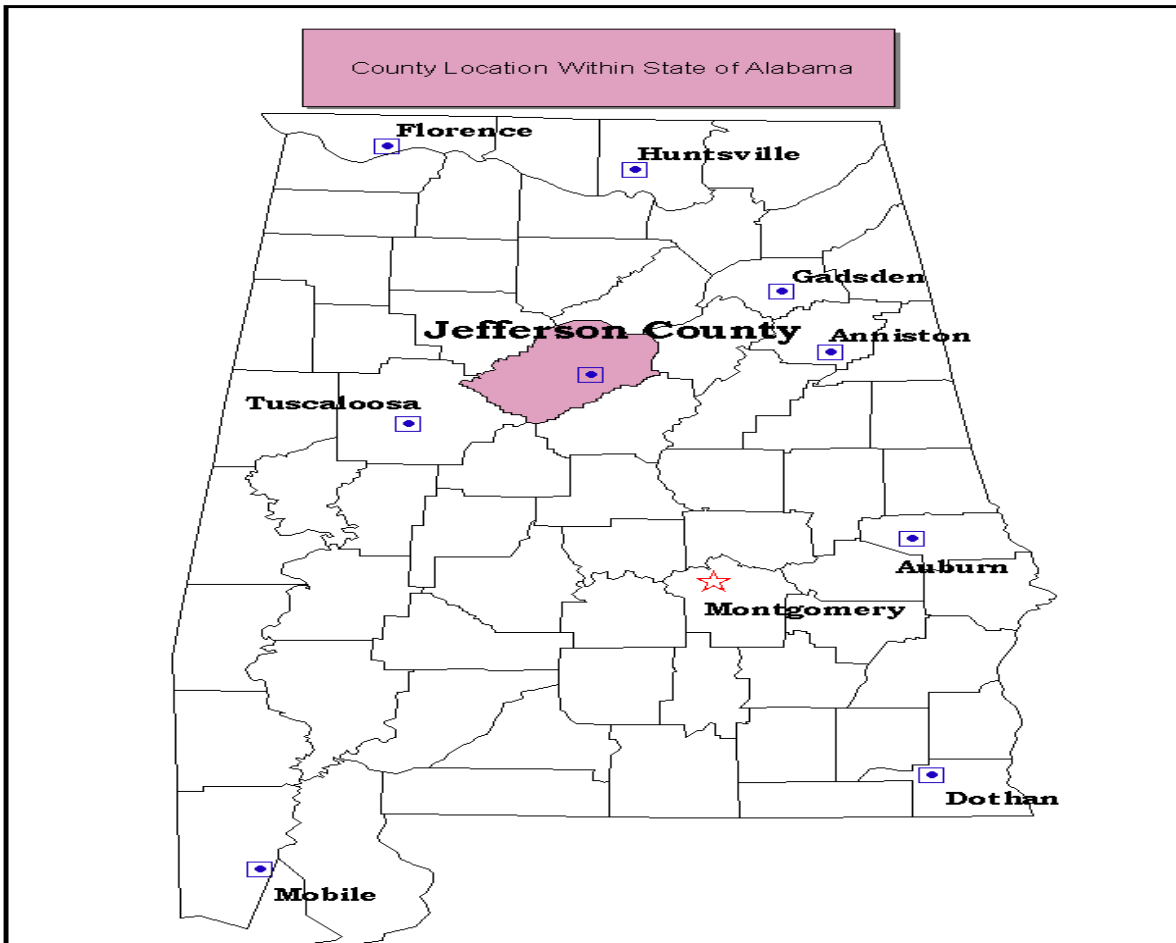 County Location Within State of Alabama
Florence
Huntsville
Gadsden
Jefferson County
Anniston
Tuscaloosa
Auburn
Montgomery
Dothan
Mobile